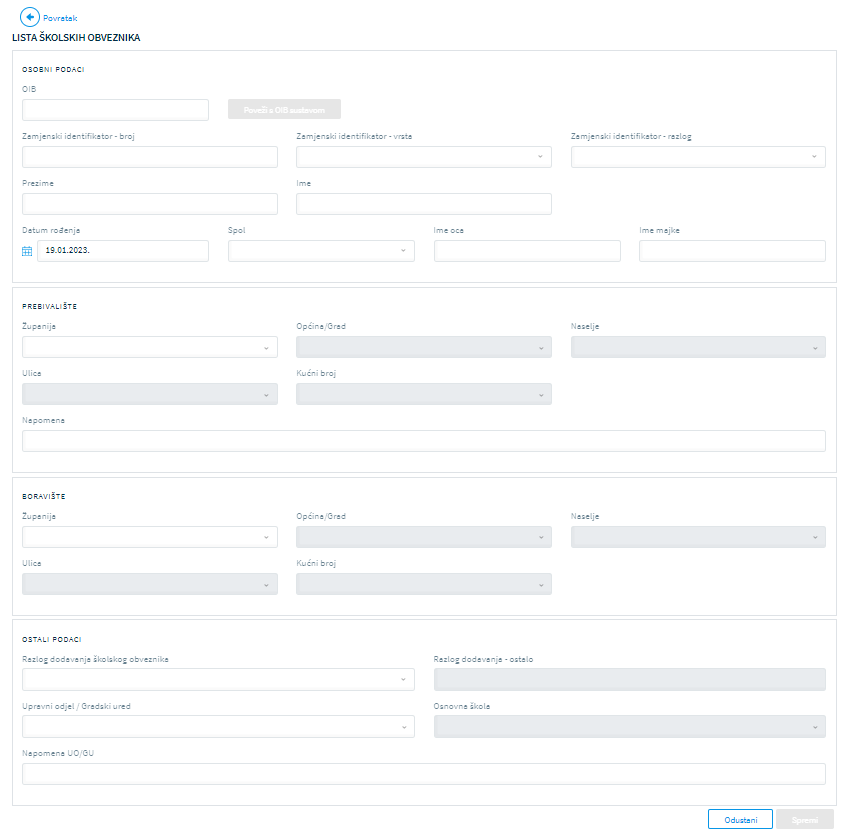 Povratak
LISTA ŠKOLSKIH OBVEZNIKA
OSOBNI PODACI
OIB
Poveži s OIB sustavom
Zamjenski identifikator - broj Zamjenski identifikator - vrsta Zamjenski identifikator - razlog
Prezime Ime
Datum rođenja Spol Ime oca Ime majke
19.01.2023.
PREBIVALIŠTE
Županija Općina/Grad Naselje
Ulica Kućni broj
Napomena
BORAVIŠTE
Županija Općina/Grad Naselje
Ulica Kućni broj
OSTALI PODACI
Razlog dodavanja školskog obveznika Razlog dodavanja - ostalo
Upravni odjel / Gradski ured Osnovna škola
Napomena UO/GU
Odustani Spremi